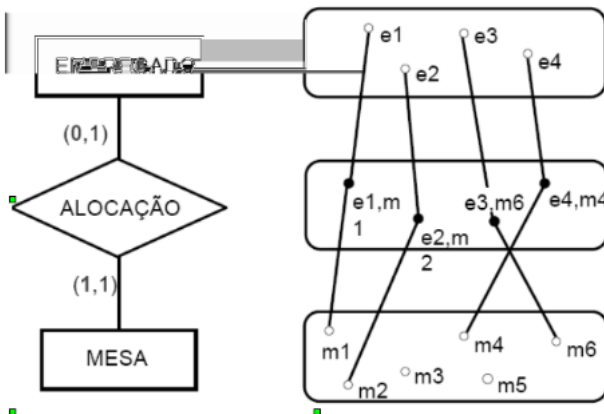 EMPREGADO
(0,1)
ALOCAÇÃO
(1,1)
MESA
e1
e3
e2
e4
e1,m
1
e2,m
2
e3,m6
e4,m4
m1
m2
m3
m4
m5
m6